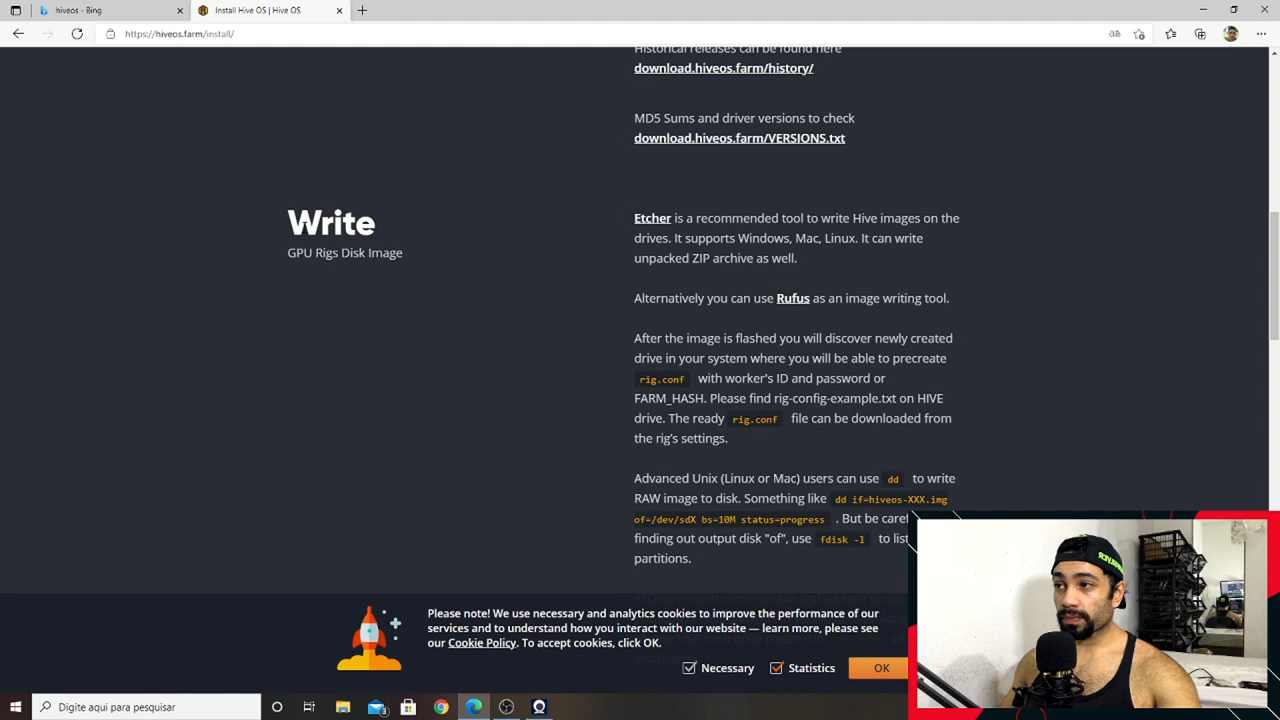 hiveos - Bing
Install Hive OS | Hive OS
https://hiveos.farm/install/
Historical releases can be found here
download.hiveos.farm/history/
MD5 Sums and driver versions to check
download.hiveos.farm/VERSIONS.txt
Write
GPU Rigs Disk Image
Etcher is a recommended tool to write Hive images on the
drives. It supports Windows, Mac, Linux. It can write
unpacked ZIP archive as well.
Alternatively you can use Rufus as an image writing tool.
After the image is flashed you will discover newly created
drive in your system where you will be able to precreate
rig.conf with worker's ID and password or
FARM_HASH. Please find rig-config-example.txt on HIVE
drive. The ready rig.conf file can be downloaded from
the rig's settings.
Advanced Unix (Linux or Mac) users can use dd to write
RAW image to disk. Something like dd if=hiveos-XXX.img
of=/dev/sdX bs=10M status=progress . But be caref
finding out output disk "of", use fdisk -l to list
partitions.
Please note! We use necessary and analytics cookies to improve the performance of our
services and to understand how you interact with our website — learn more, please see
our Cookie Policy. To accept cookies, click OK.
Necessary Statistics OK
Digite aqui para pesquisar